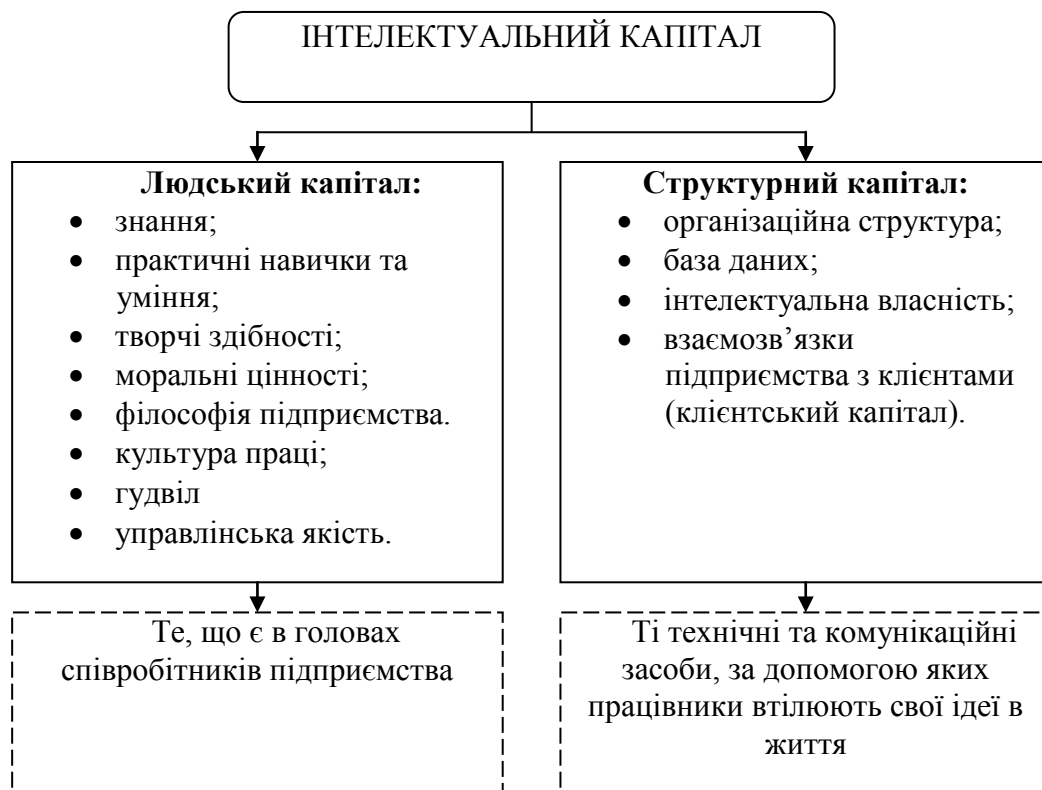 ІНТЕЛЕКТУАЛЬНИЙ КАПІТАЛ
Людський капітал:
• знання;
• практичні навички та
уміння;
• творчі здібності;
• моральні цінності;
• філософія підприємства.
• культура праці;
• гудвіл
• управлінська якість.
Структурний капітал:
• організаційна структура;
• база даних;
• інтелектуальна власність;
• взаємозв’язки
підприємства з клієнтами
(клієнтський капітал).
Те, що є в головах
співробітників підприємства
Ті технічні та комунікаційні
засоби, за допомогою яких
працівники втілюють свої ідеї в
життя